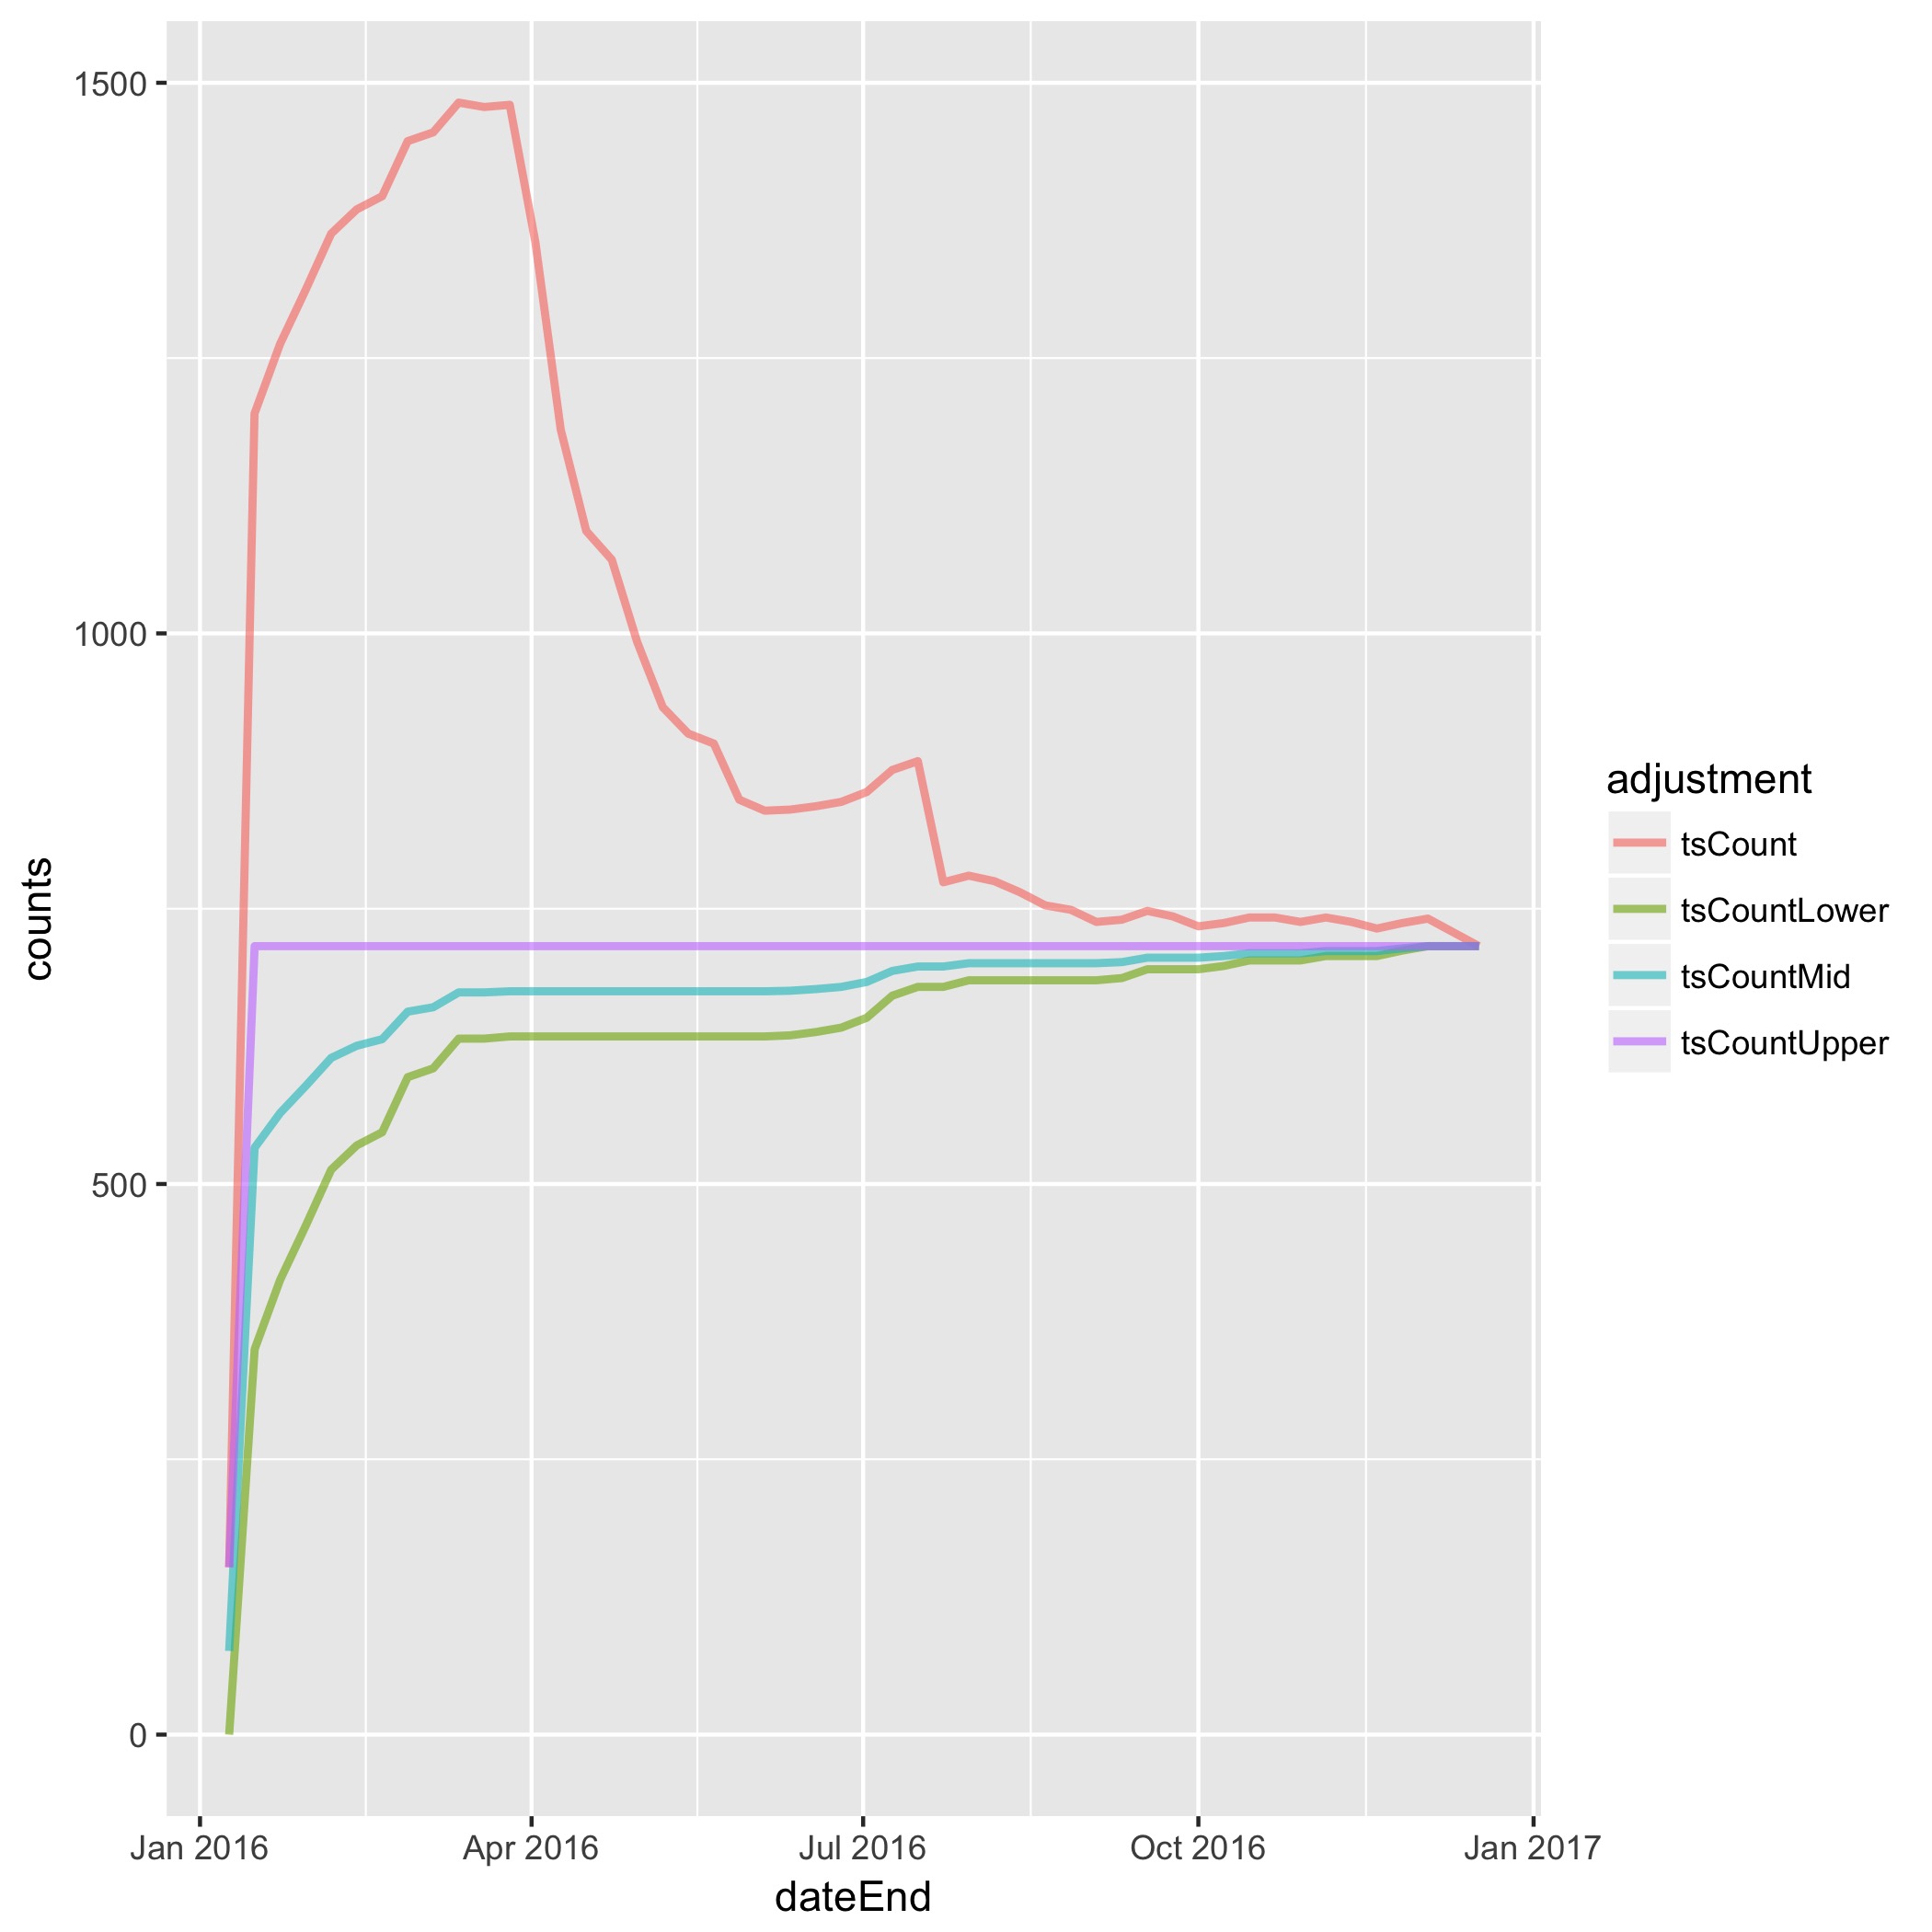 counts
1500
1000
500
0
Jan 2016
Apr 2016
Jul 2016
Oct 2016
Jan 2017
dateEnd
adjustment
tsCount
tsCountLower
tsCountMid
tsCountUpper